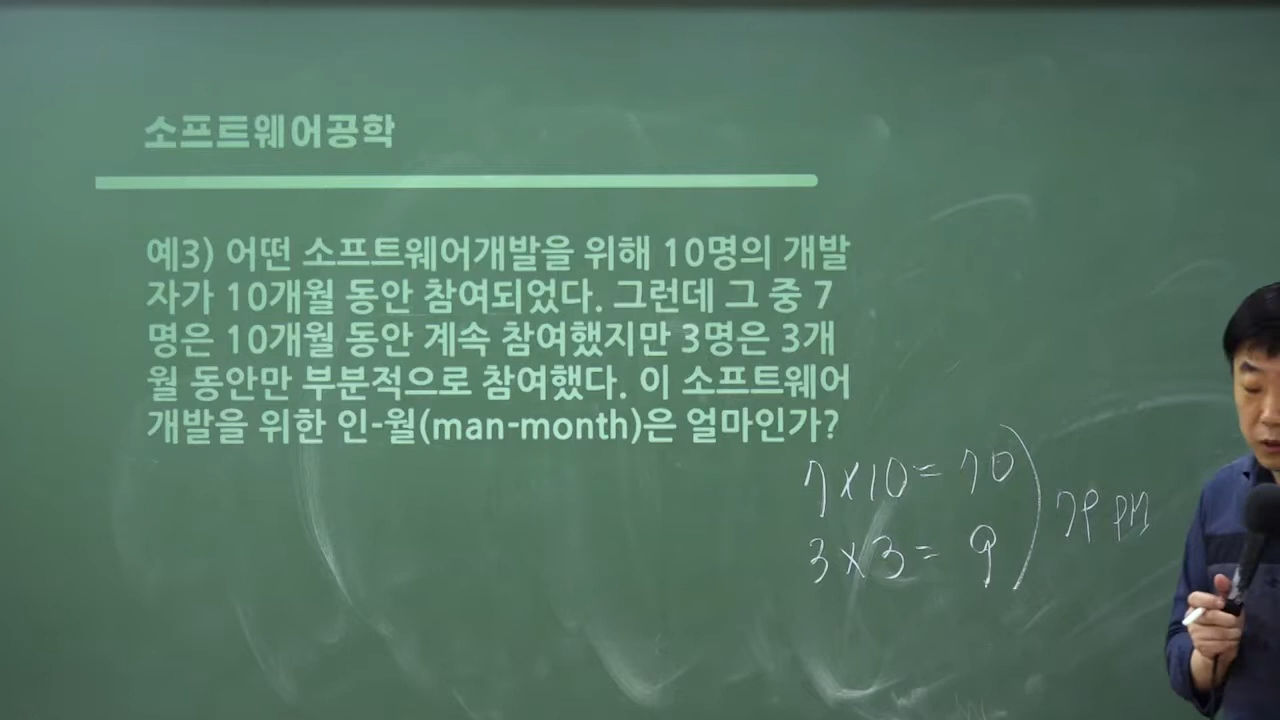 소프트웨어공학
예3) 어떤 소프트웨어개발을 위해 10명의 개발
자가 10개월 동안 참여되었다. 그런데 그 중 7
명은 10개월 동안 계속 참여했지만 3명은 3개
월 동안만 부분적으로 참여했다. 이 소프트웨어
개발을 위한 인-월(man-month)은 얼마인가?
7×10=70
3×3=9
79 PM